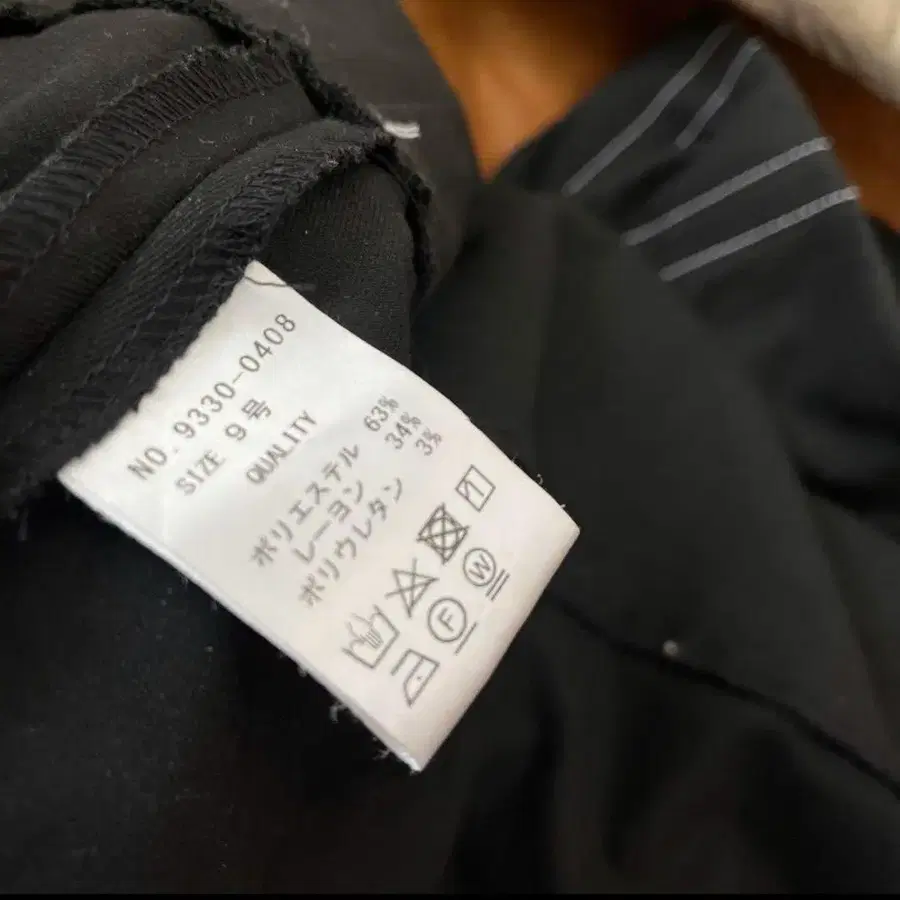 NO. 9330-0408
SIZE 9号
QUALITY
ポリエステル 63%
レーヨン 34%
ポリウレタン 3%
F W